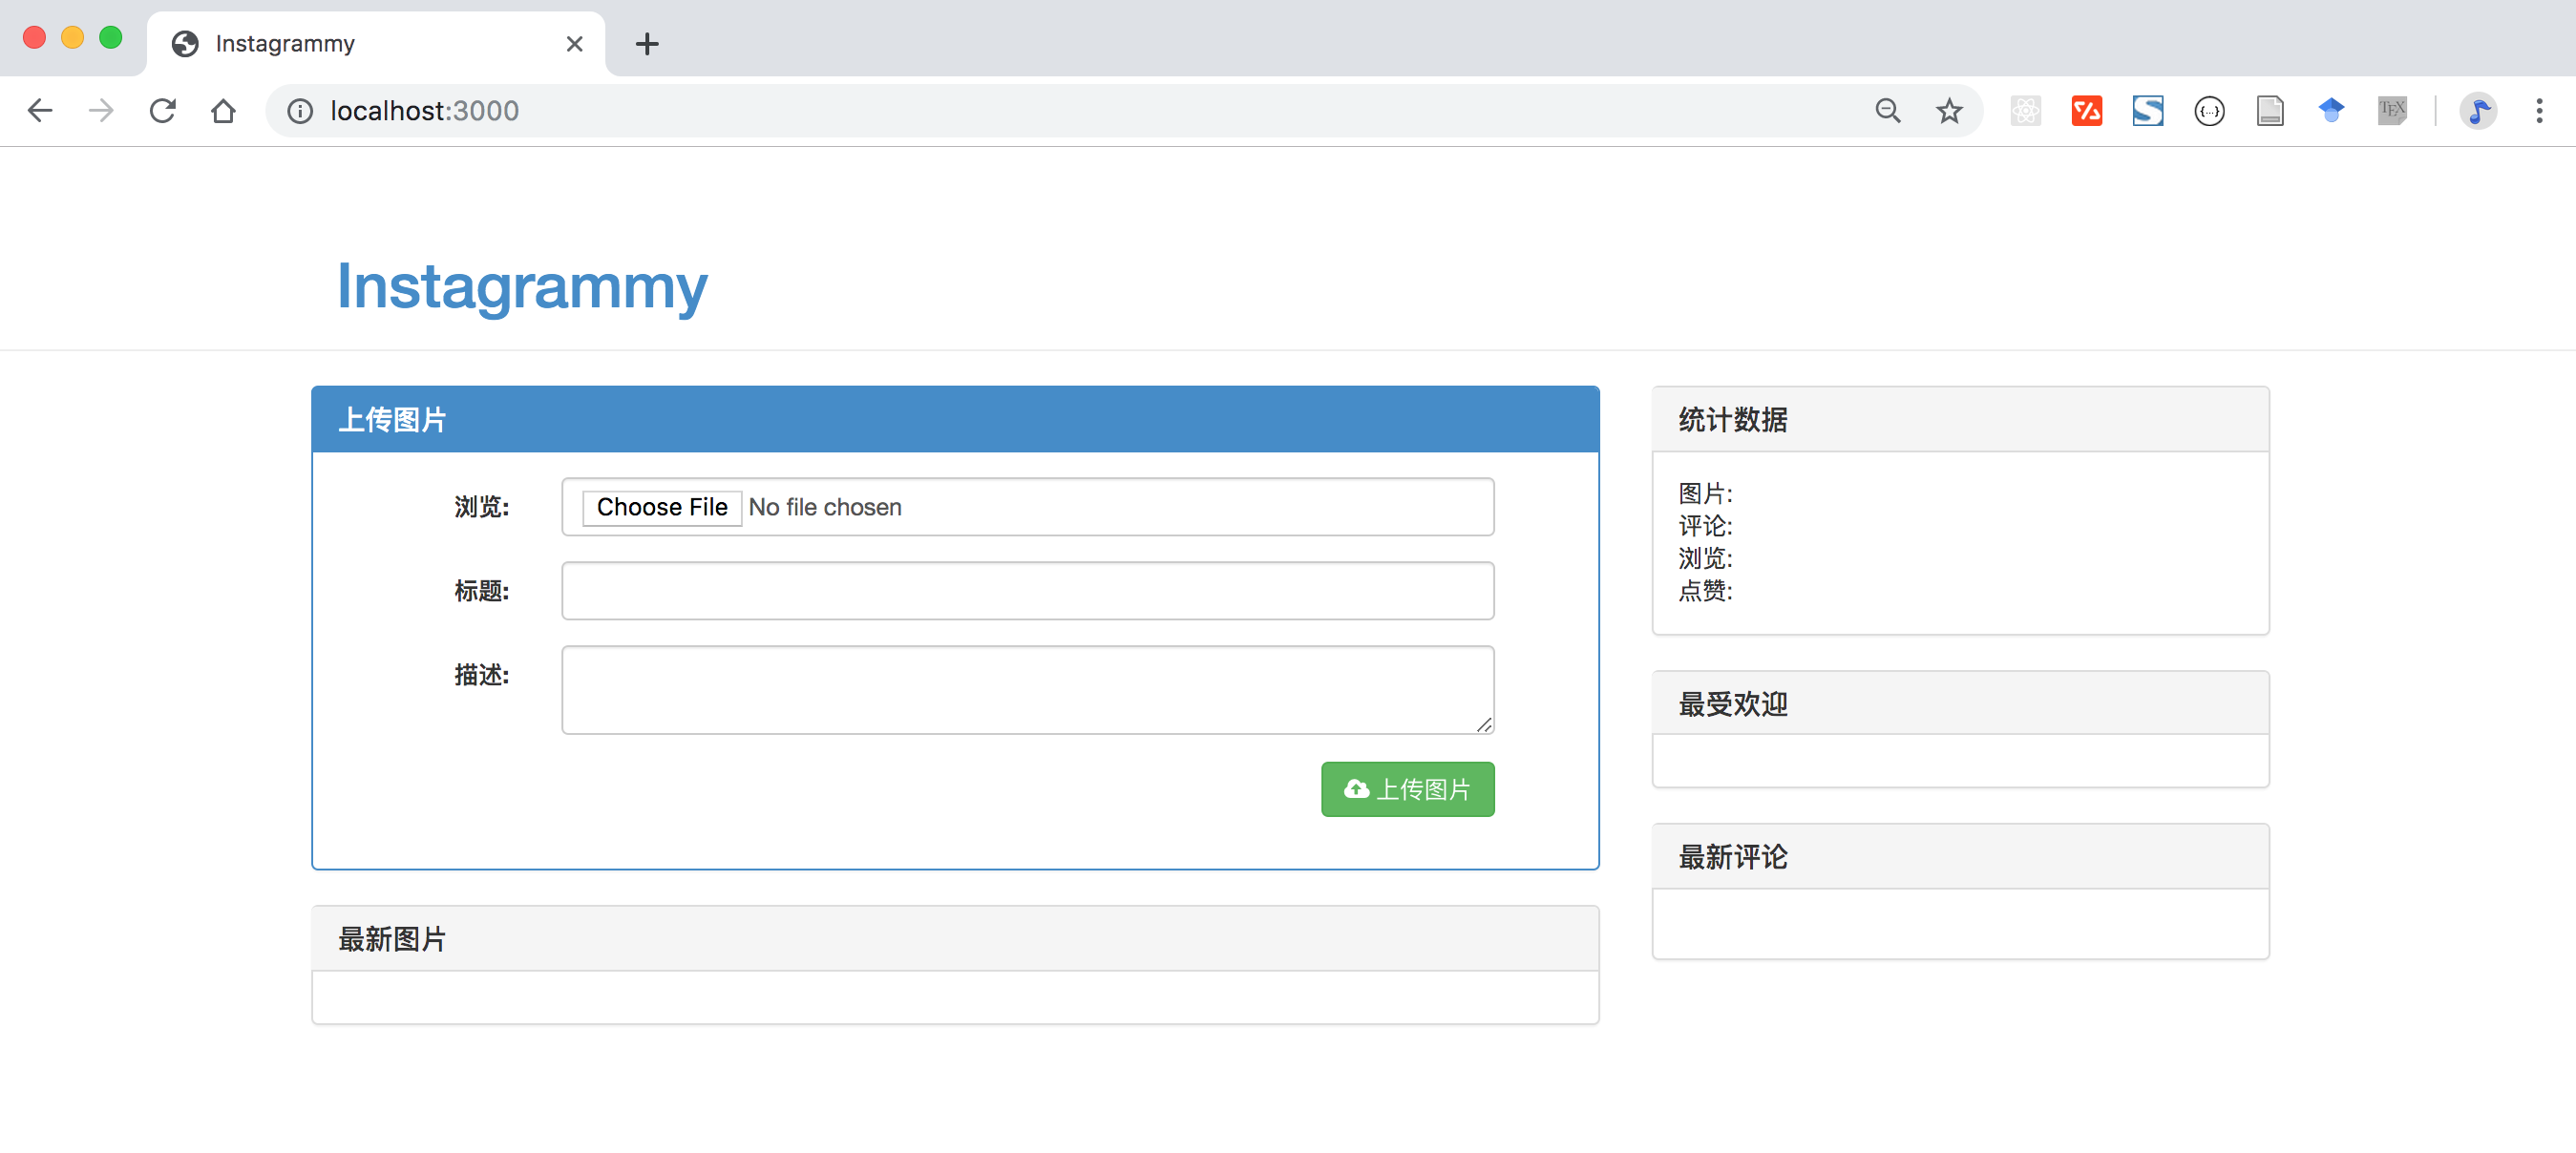 Instagrammy
localhost:3000
TEX
Instagrammy
上传图片
浏览:
Choose File No file chosen
标题:
描述:
上传图片
最新图片
统计数据
图片:
评论:
浏览:
点赞:
最受欢迎
最新评论